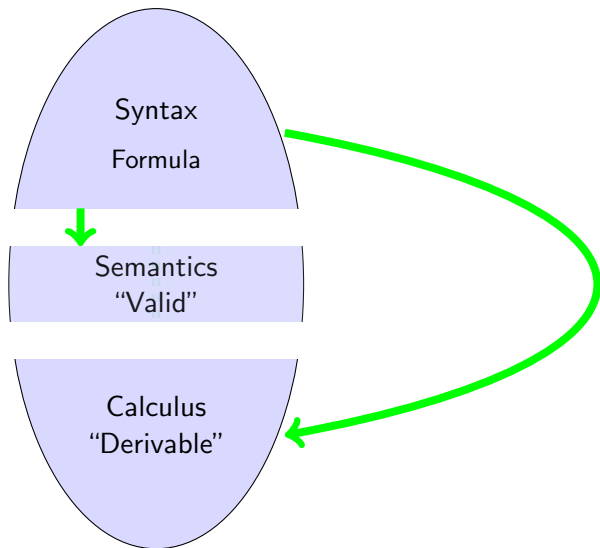 Syntax
Formula
Semantics
“Valid”
Calculus
“Derivable”